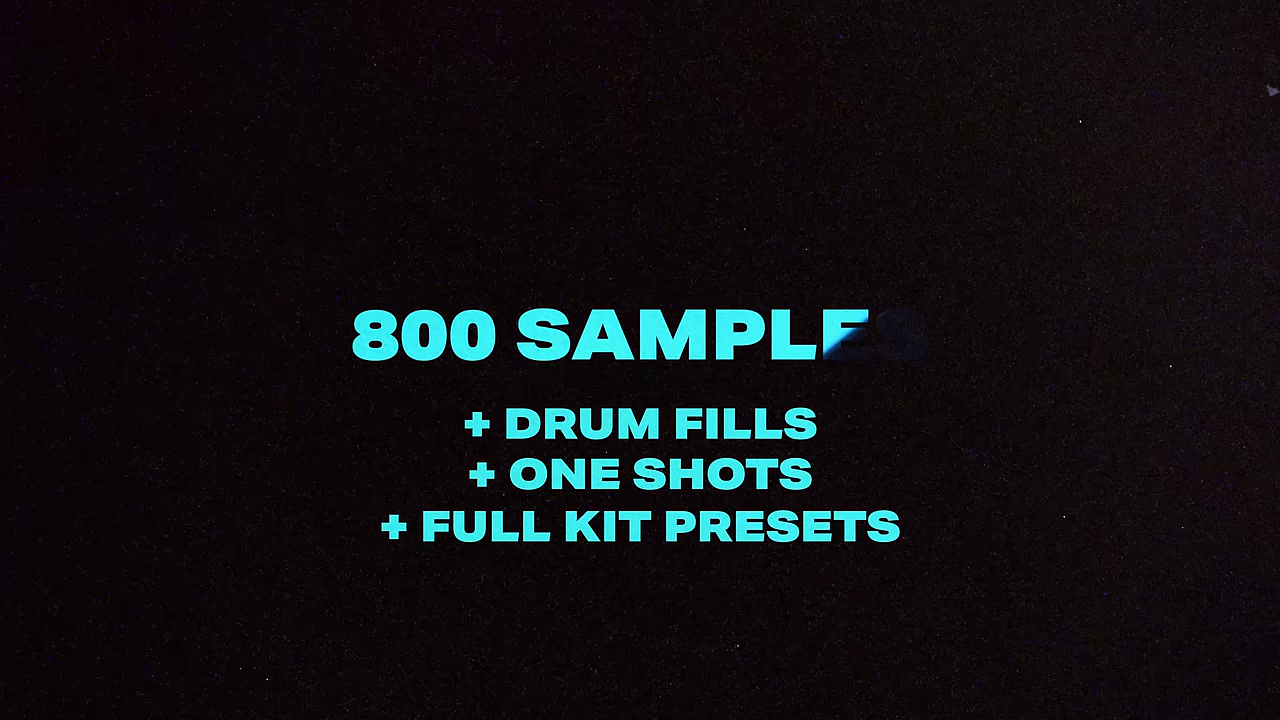 800 SAMPLES
+ DRUM FILLS
+ ONE SHOTS
+ FULL KIT PRESETS